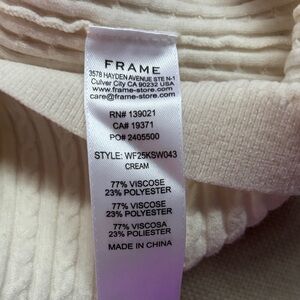 FRAME
3578 HAYDEN AVENUE STE N-1
Culver City CA 90232 USA
www.frame-store.com
care@frame-store.com
RN# 139021
CA# 19371
PO# 2405500
STYLE: WF25KSW043
CREAM
77% VISCOSE
23% POLYESTER
77% VISCOSE
23% POLYESTER
77% VISCOSA
23% POLIESTER
MADE IN CHINA